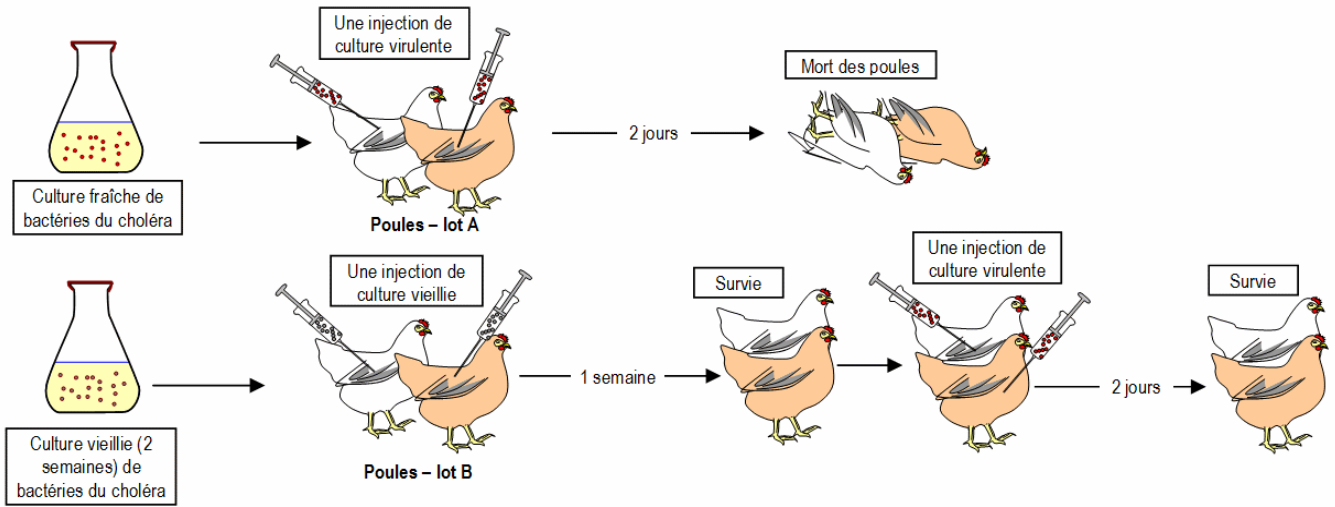 Une injection de
culture virulente
Mort des poules
2 jours
Culture fraîche de
bactéries du choléra
Poules – lot A
Une injection de
culture vieillie
Survie
Une injection de
culture virulente
Survie
1 semaine
2 jours
Culture vieillie (2
semaines) de
bactéries du choléra
Poules – lot B